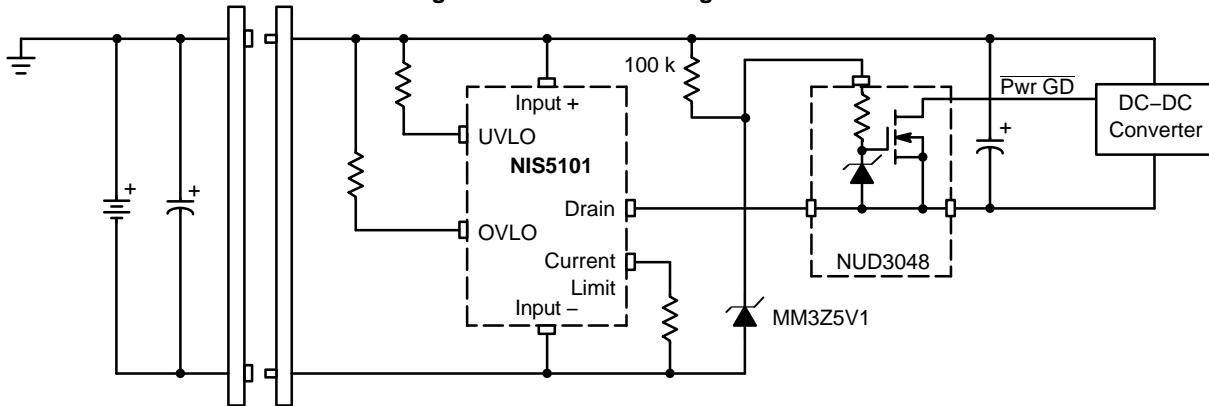 100 k
Pwr GD
DC−DC
Converter
Input +
UVLO
NIS5101
Drain
OVLO
Current
Limit
Input −
NUD3048
MM3Z5V1
+
+
+